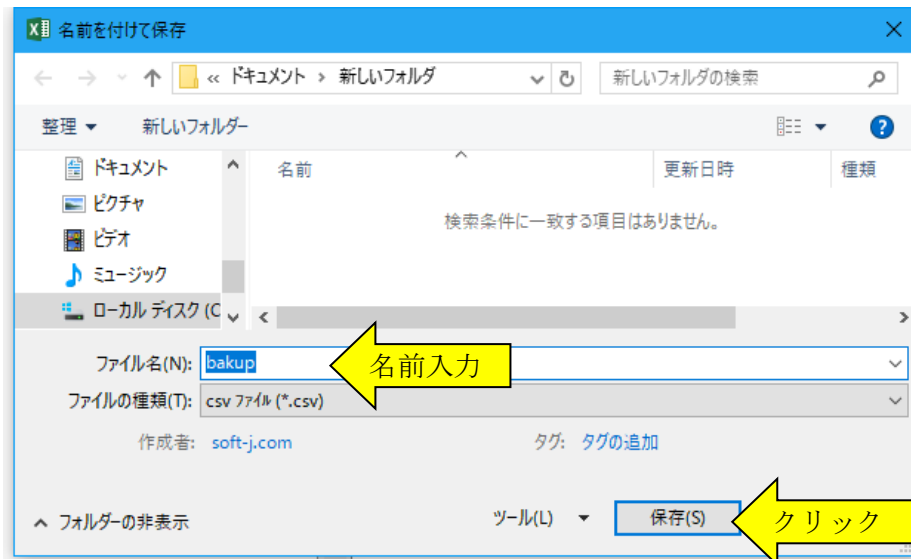 名前を付けて保存
« ドキュメント › 新しいフォルダ
新しいフォルダの検索
整理
新しいフォルダー
?
ドキュメント
名前
更新日時
種類
ピクチャ
検索条件に一致する項目はありません。
ビデオ
ミュージック
ローカル ディスク (C
ファイル名(N): bakup
名前入力
ファイルの種類(T): csv ファイル (*.csv)
作成者: soft-j.com
タグ: タグの追加
フォルダーの非表示
ツール(L)
保存(S)
クリック